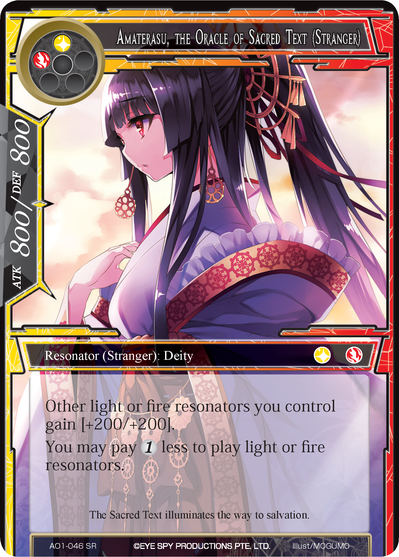 Amaterasu, the Oracle of Sacred Text (Stranger)
ATK 800/DEF 800
Resonator (Stranger): Deity
Other light or fire resonators you control
gain [+200/+200].
You may pay 1 less to play light or fire
resonators.
The Sacred Text illuminates the way to salvation.
AO1-046 SR ©EYE SPY PRODUCTIONS PTE. LTD. Illust/MOGUMO